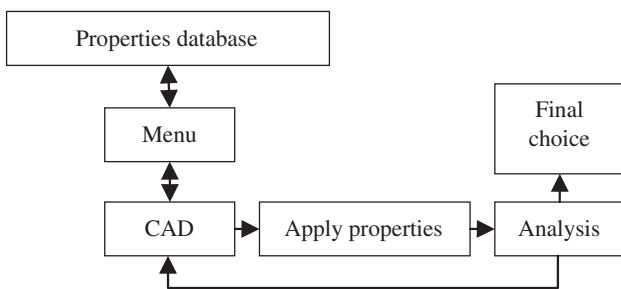 Properties database
Menu
Final
choice
CAD
Apply properties
Analysis